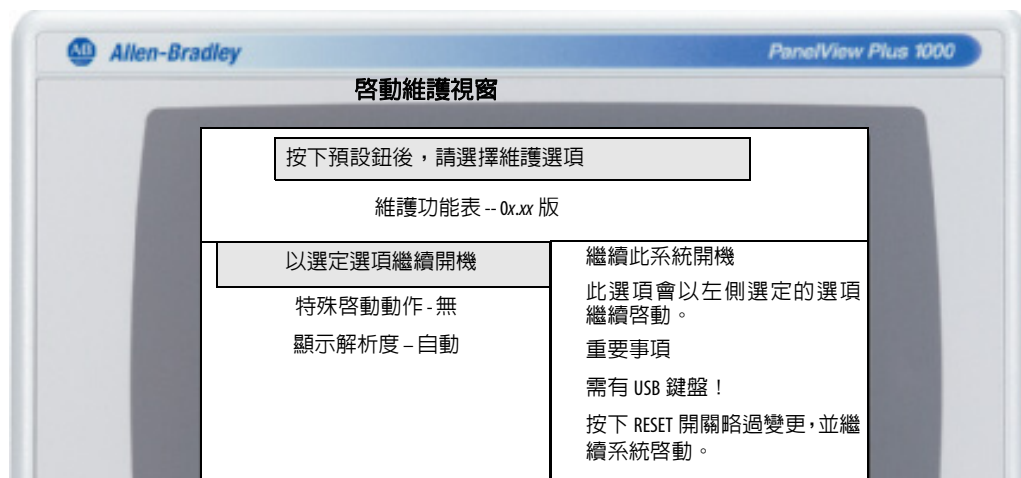 AB Allen-Bradley
PanelView Plus 1000
啓動維護視窗
按下預設鈕後，請選擇維護選項
維護功能表 -- 0x.xx 版
以選定選項繼續開機
特殊啓動動作 - 無
顯示解析度 – 自動
繼續此系統開機
此選項會以左側選定的選項
繼續啓動。
重要事項
需有 USB 鍵盤！
按下 RESET 開關略過變更，並繼
續系統啓動。